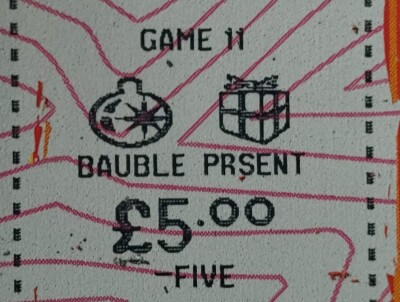 GAME 11
BAUBLE PRSENT
£5.00
-FIVE